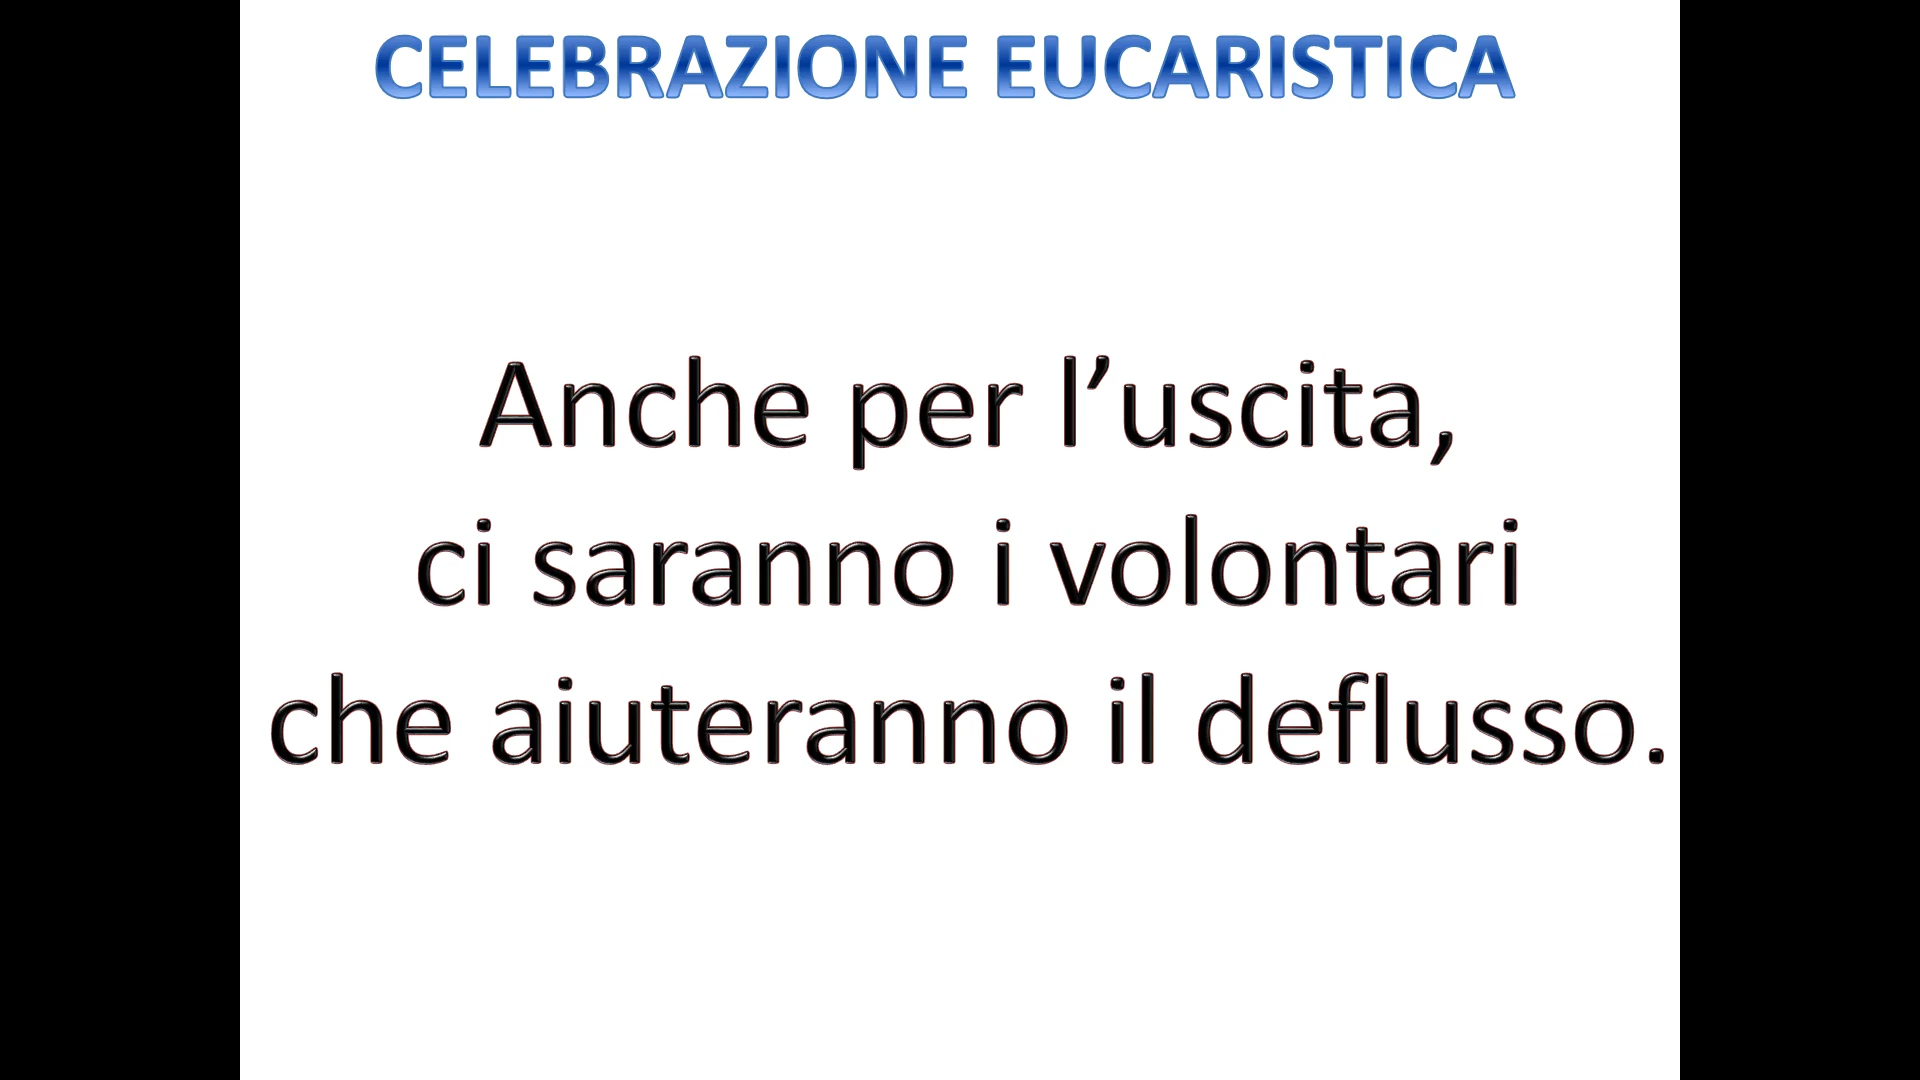 CELEBRAZIONE EUCARISTICA
Anche per l’uscita,
ci saranno i volontari
che aiuteranno il deflusso.